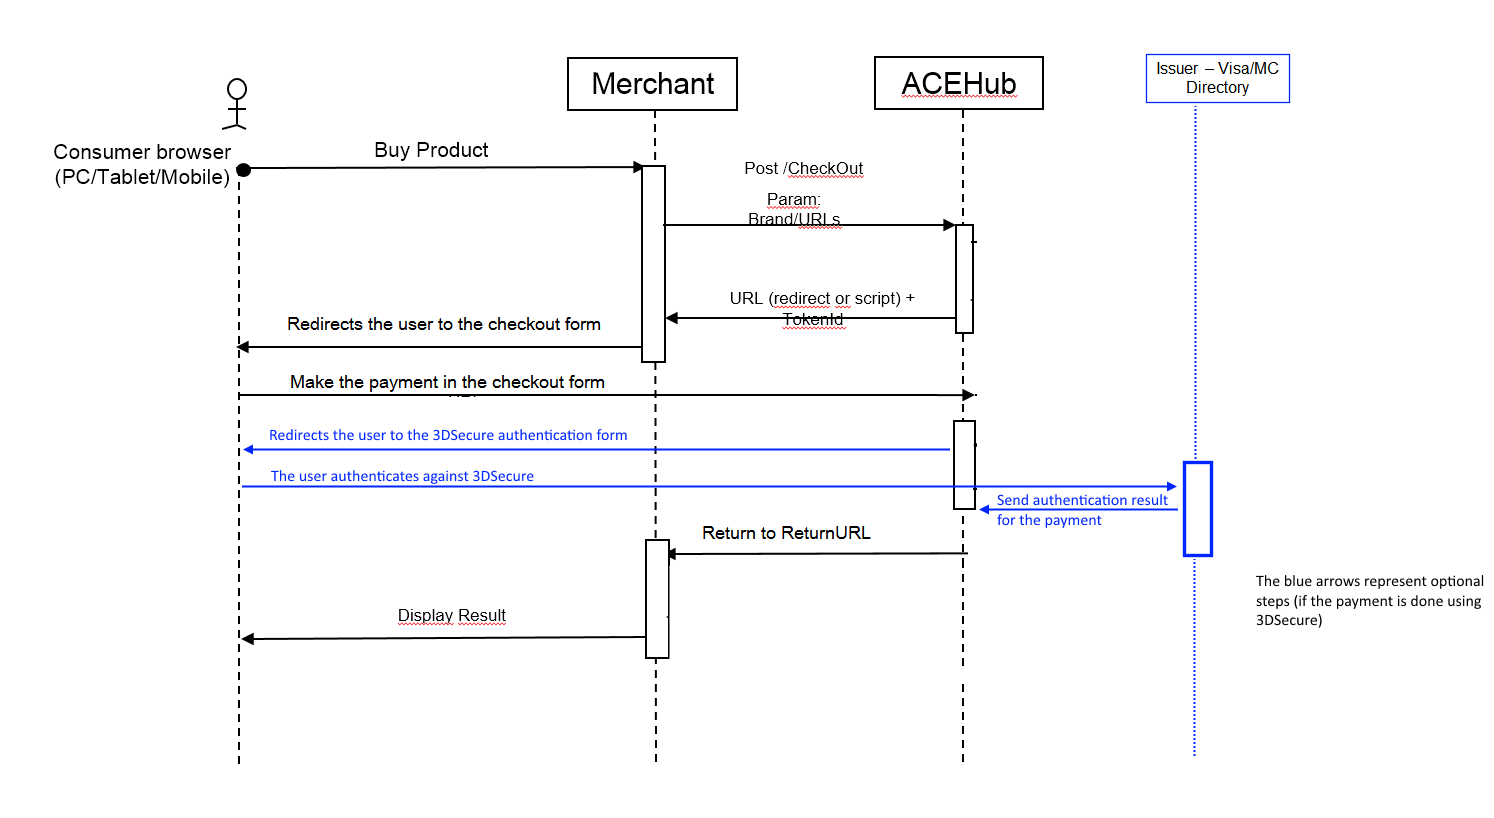 Merchant
ACEHub
Issuer – Visa/MC
Directory
Consumer browser
(PC/Tablet/Mobile)
Buy Product
Post /CheckOut
Param:
Brand/URLs
URL (redirect or script) +
TokenId
Redirects the user to the checkout form
Make the payment in the checkout form
Redirects the user to the 3DSecure authentication form
The user authenticates against 3DSecure
Send authentication result
for the payment
Return to ReturnURL
The blue arrows represent optional
steps (if the payment is done using
3DSecure)
Display Result